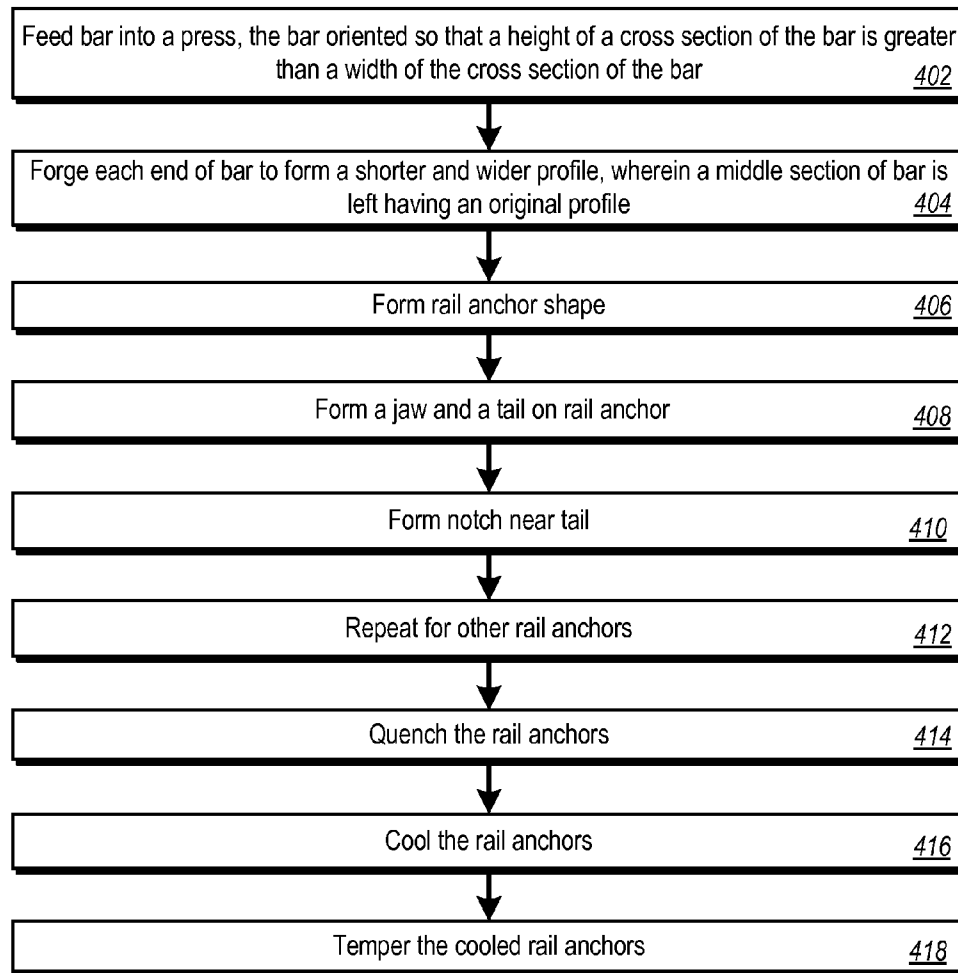 Feed bar into a press, the bar oriented so that a height of a cross section of the bar is greater
than a width of the cross section of the bar
402
Forge each end of bar to form a shorter and wider profile, wherein a middle section of bar is
left having an original profile
404
Form rail anchor shape
406
Form a jaw and a tail on rail anchor
408
Form notch near tail
410
Repeat for other rail anchors
412
Quench the rail anchors
414
Cool the rail anchors
416
Temper the cooled rail anchors
418